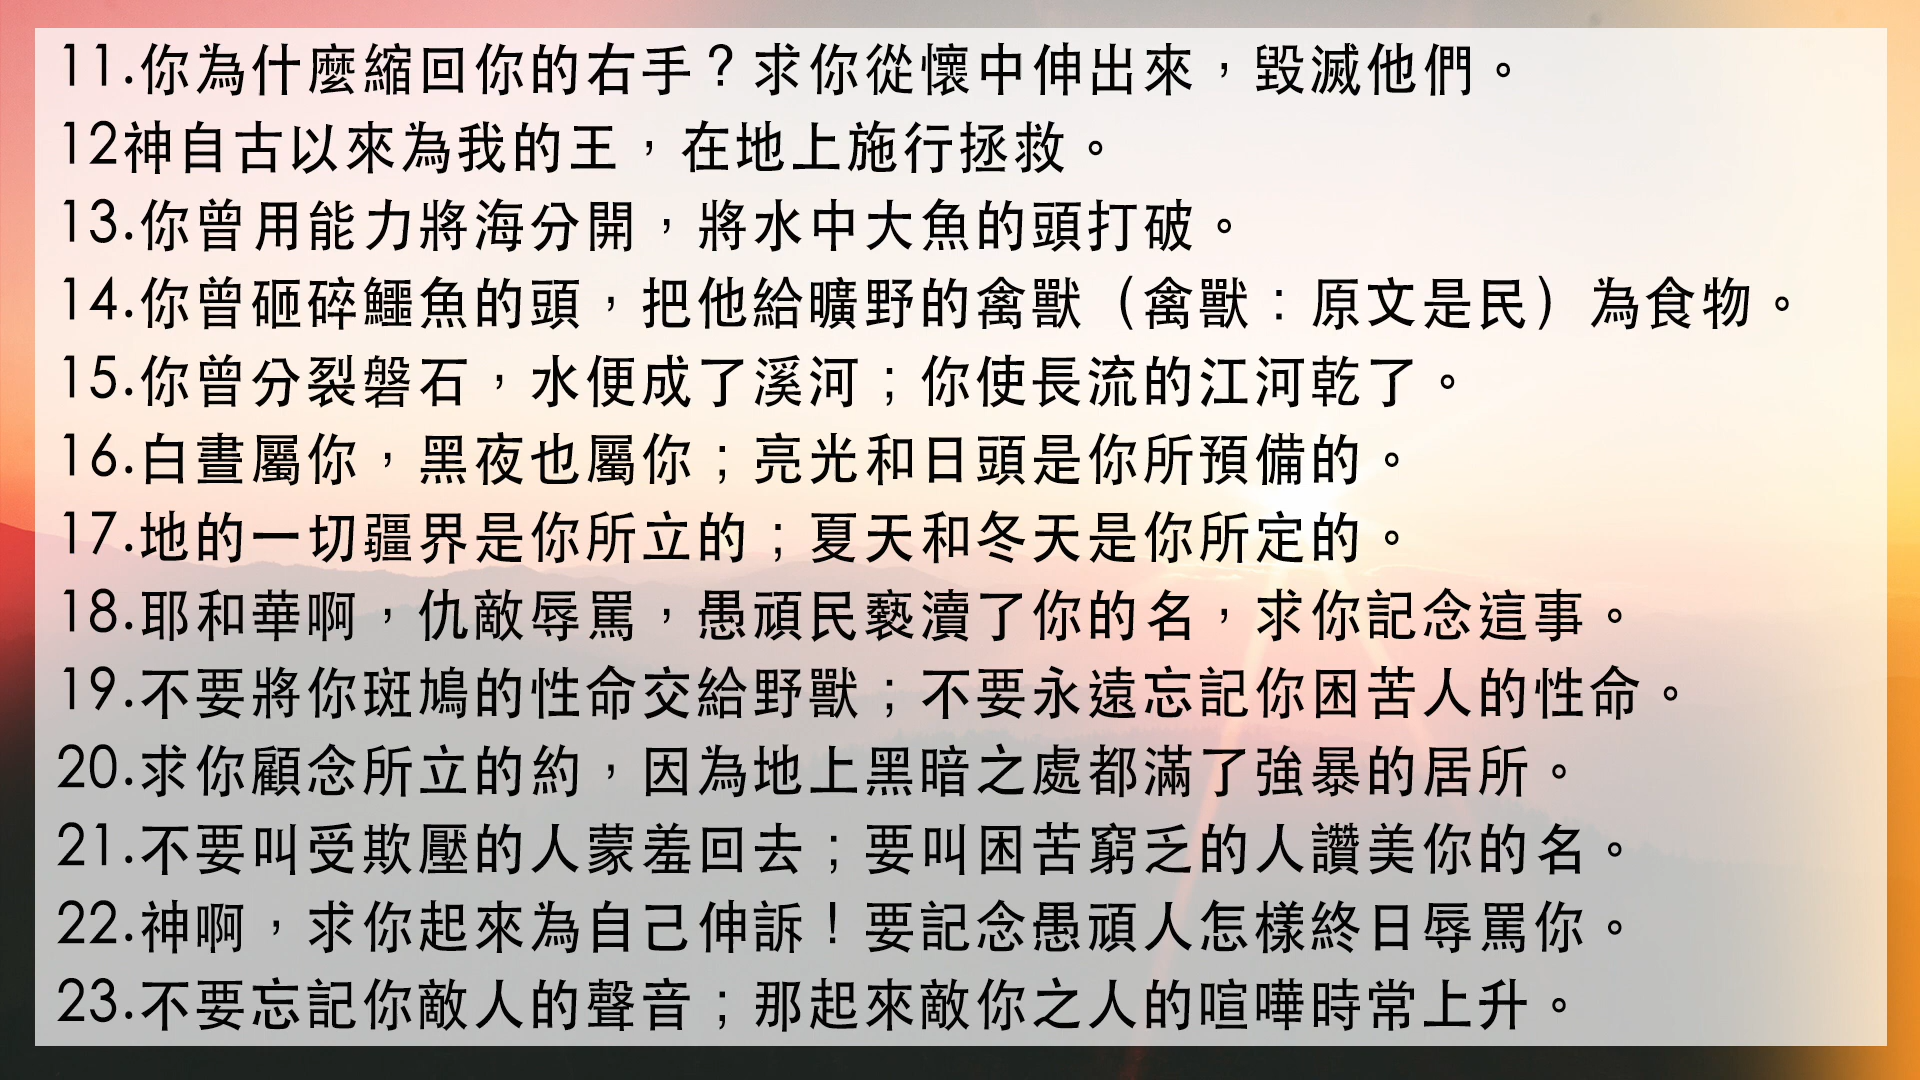 11.你為什麼縮回你的右手？求你從懷中伸出來，毀滅他們。
12神自古以來為我的王，在地上施行拯救。
13.你曾用能力將海分開，將水中大魚的頭打破。
14.你曾砸碎鱷魚的頭，把他給曠野的禽獸（禽獸：原文是民）為食物。
15.你曾分裂磐石，水便成了溪河；你使長流的江河乾了。
16.白晝屬你，黑夜也屬你；亮光和日頭是你所預備的。
17.地的一切疆界是你所立的；夏天和冬天是你所定的。
18.耶和華啊，仇敵辱罵，愚頑民褻瀆了你的名，求你記念這事。
19.不要將你斑鳩的性命交給野獸；不要永遠忘記你困苦人的性命。
20.求你顧念所立的約，因為地上黑暗之處都滿了強暴的居所。
21.不要叫受欺壓的人蒙羞回去；要叫困苦窮乏的人讚美你的名。
22.神啊，求你起來為自己伸訴！要記念愚頑人怎樣終日辱罵你。
23.不要忘記你敵人的聲音；那起來敵你之人的喧嘩時常上升。